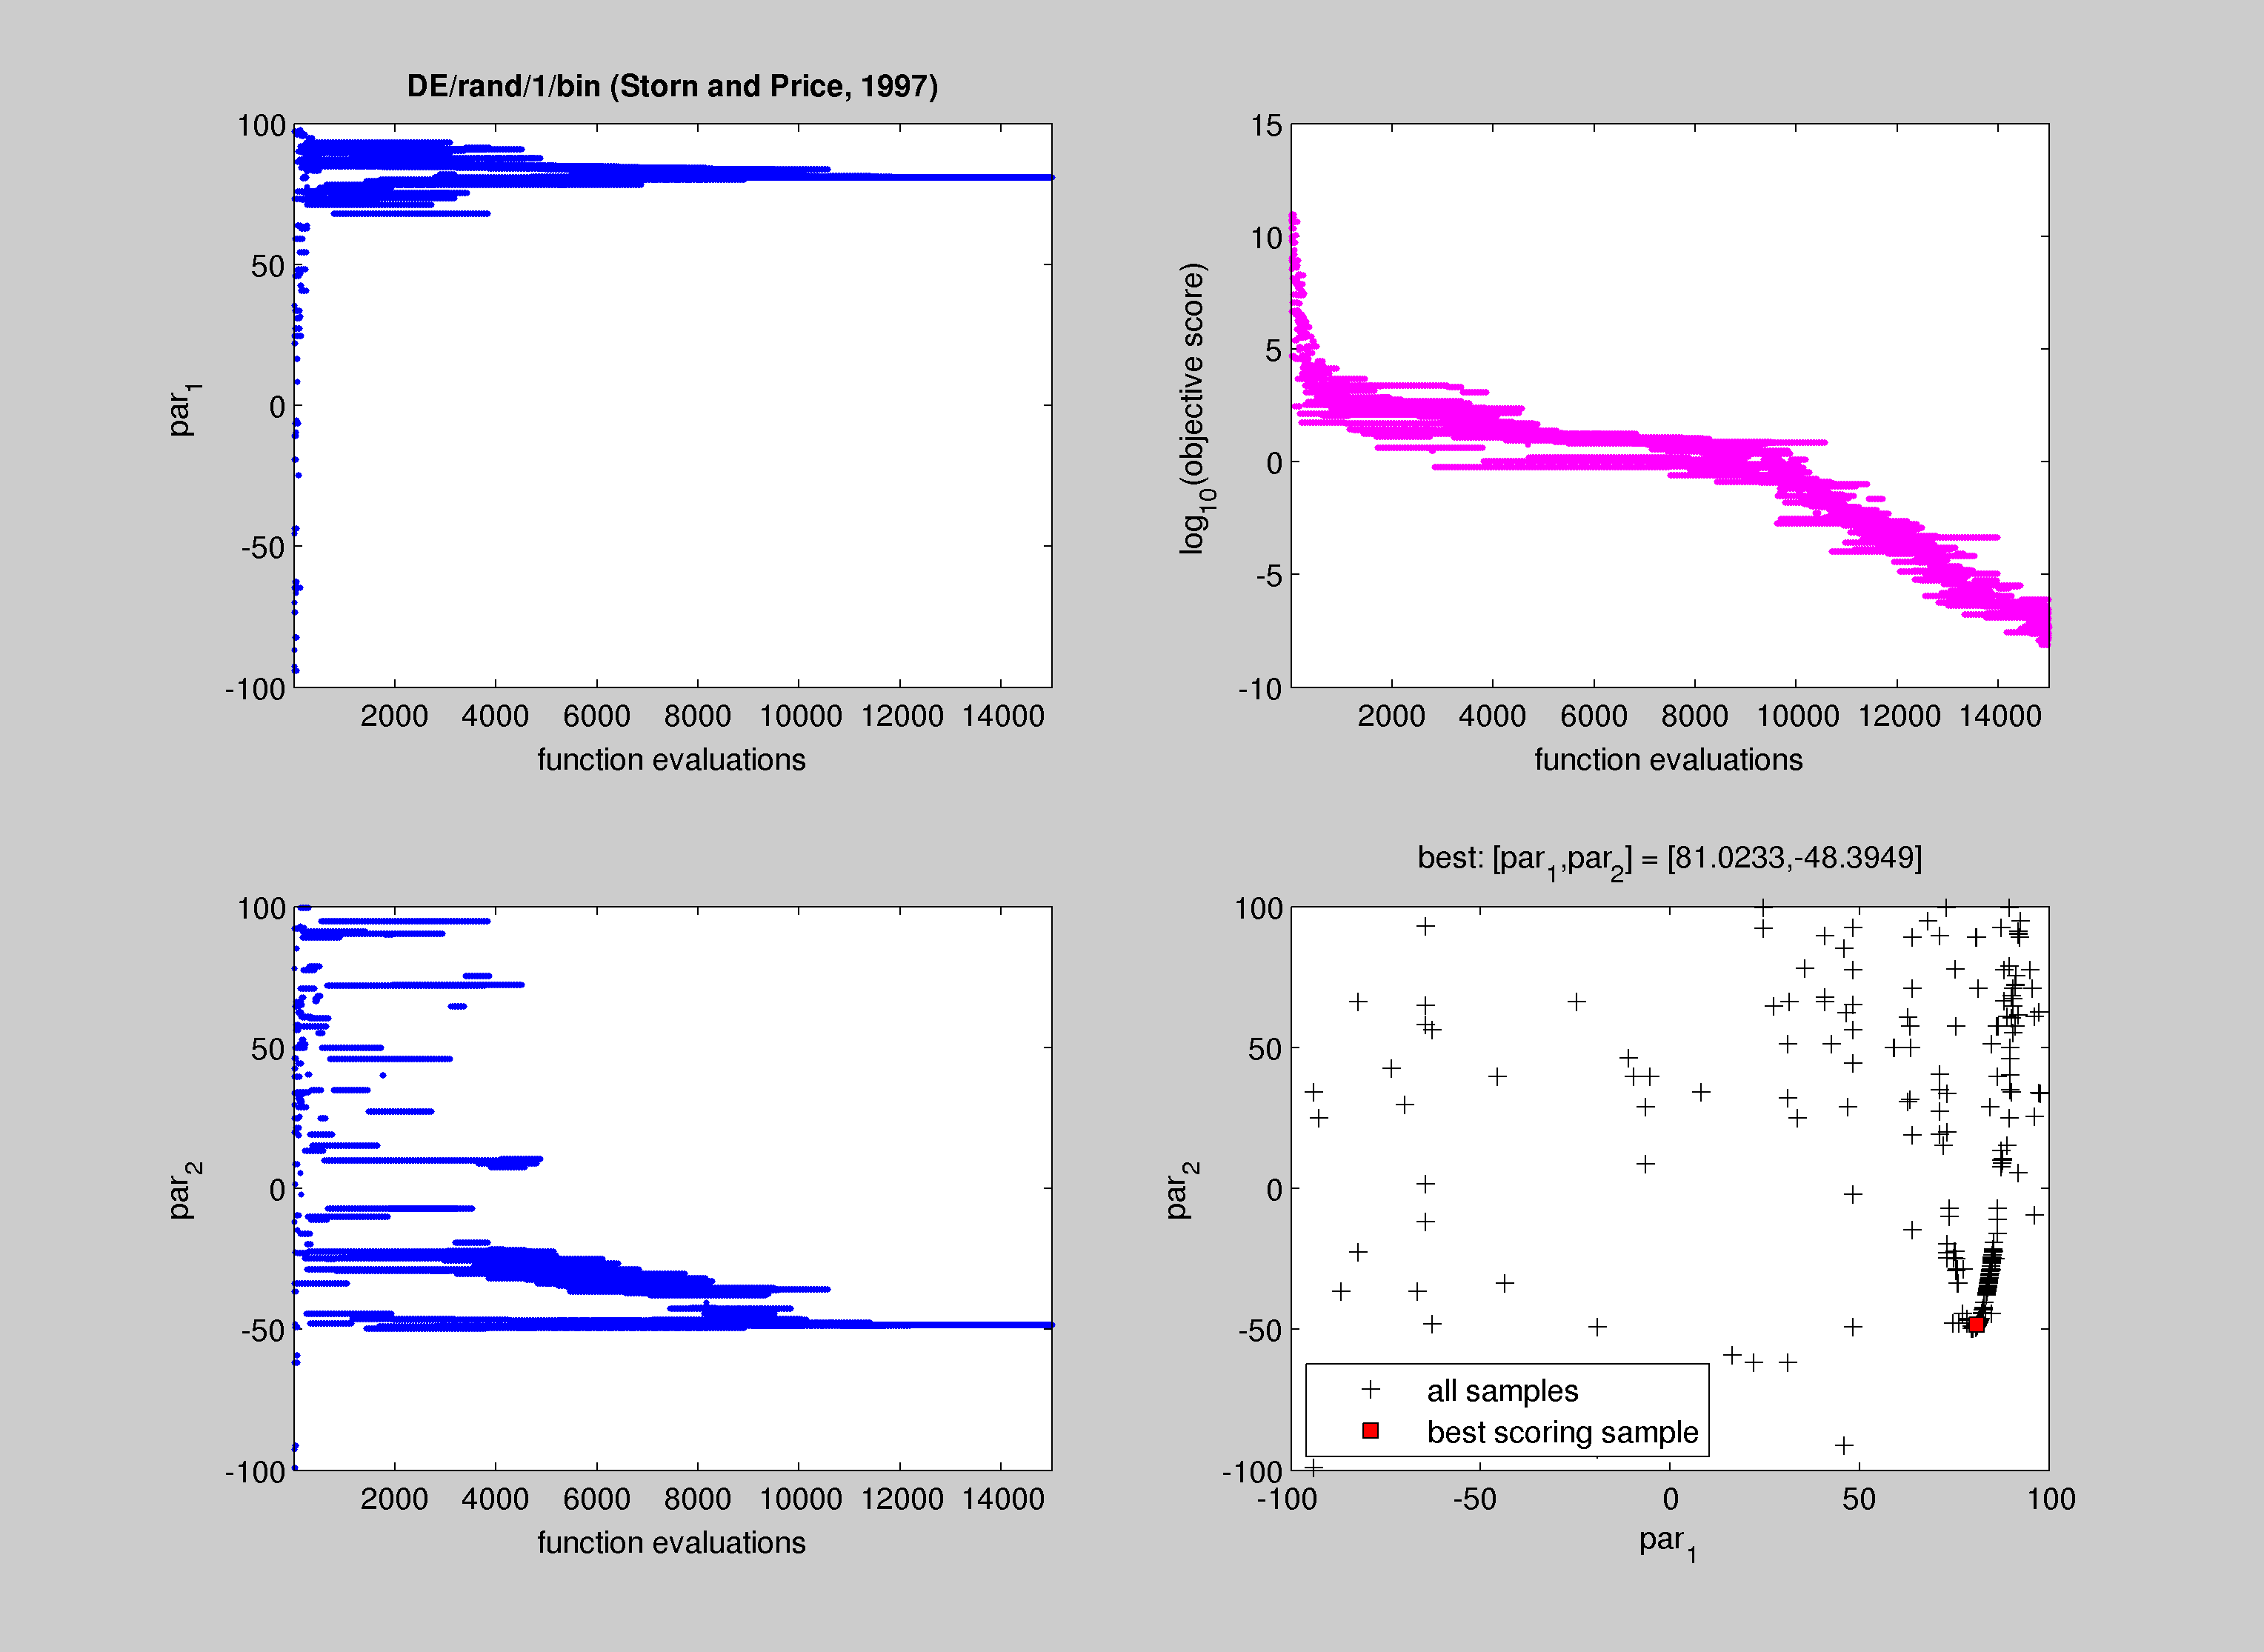 DE/rand/1/bin (Storn and Price, 1997)
100
50
0
-50
-100
par1
2000 4000 6000 8000 10000 12000 14000
function evaluations
15
10
5
0
-5
-10
log10(objective score)
2000 4000 6000 8000 10000 12000 14000
function evaluations
100
50
0
-50
-100
par2
2000 4000 6000 8000 10000 12000 14000
function evaluations
best: [par1,par2] = [81.0233,-48.3949]
100
50
0
-50
-100
par2
all samples
best scoring sample
-100 -50 0 50 100
par1